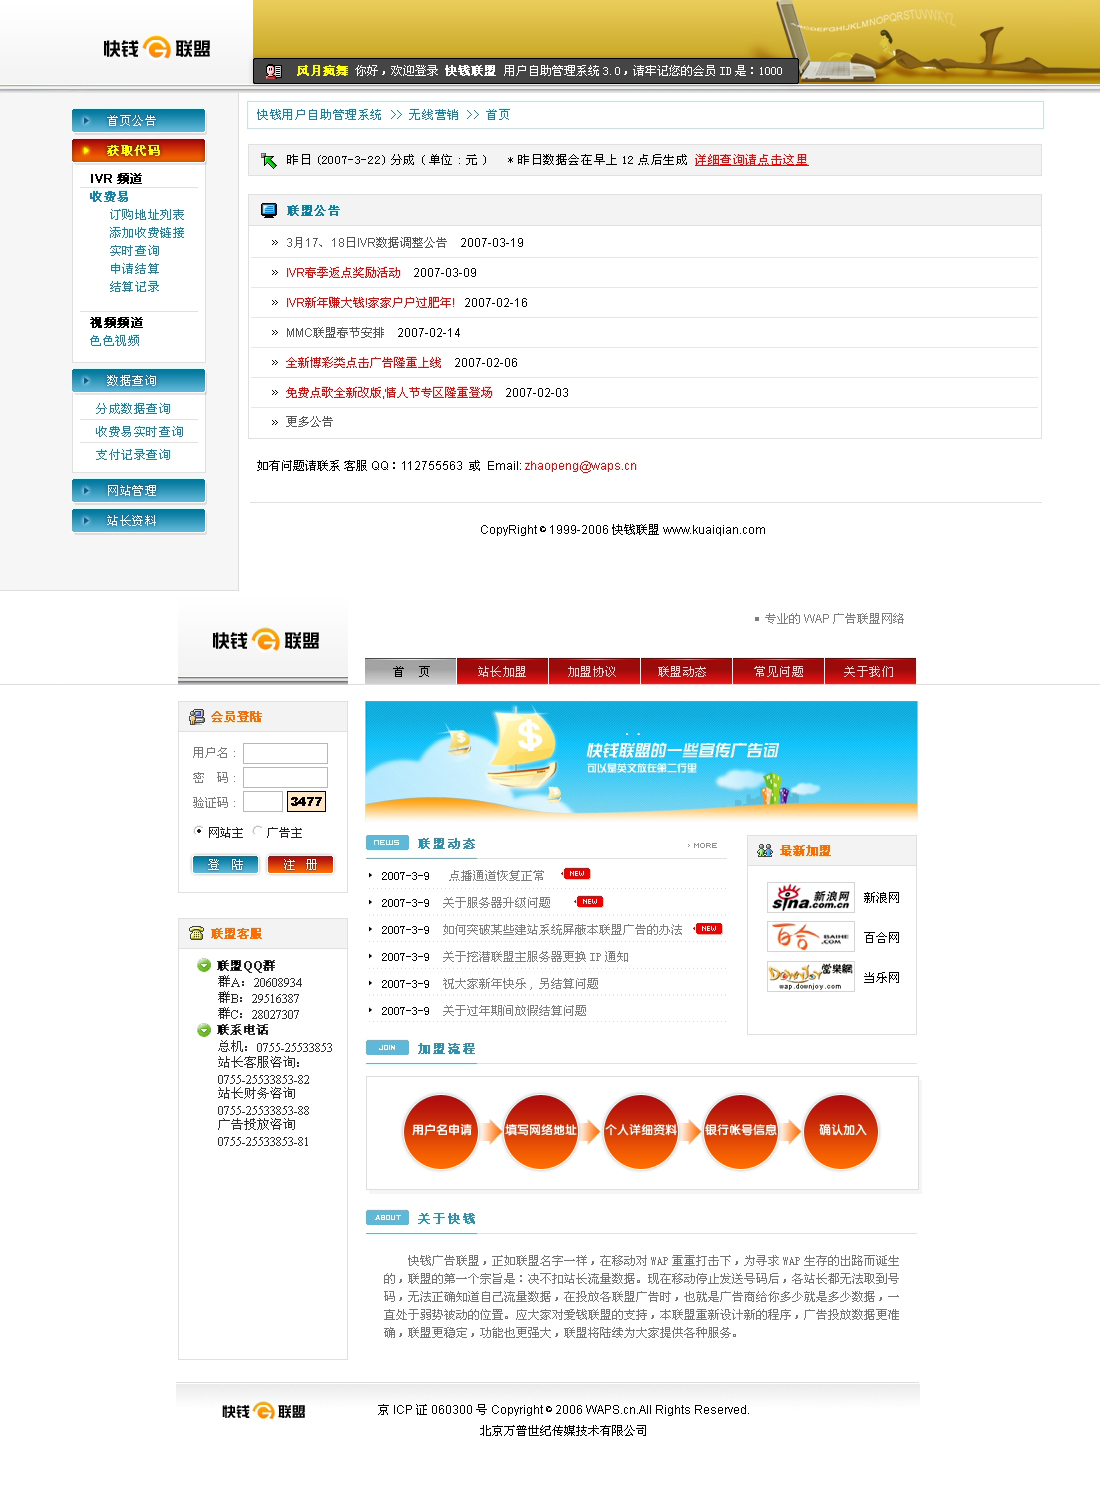 快钱 联盟
ABCDEFGHIJKLMNOPQRSTUVWXYZ
风月疯舞 你好，欢迎登录 快钱联盟 用户自助管理系统 3.0，请牢记您的会员 ID 是：1000
首页公告
获取代码
IVR 频道
收费易
订购地址列表
添加收费链接
实时查询
申请结算
结算记录
视频频道
色色视频
数据查询
分成数据查询
收费易实时查询
支付记录查询
网站管理
站长资料
快钱用户自助管理系统 >> 无线营销 >> 首页
昨日 (2007-3-22) 分成（单位：元） * 昨日数据会在早上 12 点后生成 详细查询请点击这里
联盟公告
» 3月17、18日IVR数据调整公告 2007-03-19
» IVR春季返点奖励活动 2007-03-09
» IVR新年赚大钱!家家户户过肥年! 2007-02-16
» MMC联盟春节安排 2007-02-14
» 全新博彩类点击广告隆重上线 2007-02-06
» 免费点歌全新改版,情人节专区隆重登场 2007-02-03
» 更多公告
如有问题请联系 客服 QQ：112755563 或 Email: zhaopeng@waps.cn
CopyRight © 1999-2006 快钱联盟 www.kuaiqian.com
快钱 联盟
▪ 专业的 WAP 广告联盟网络
首 页 站长加盟 加盟协议 联盟动态 常见问题 关于我们
会员登陆
用户名：
密 码：
验证码： 3477
网站主 广告主
登 陆 注 册
联盟客服
联盟QQ群
群A：20608934
群B：29516387
群C：28027307
联系电话
总机：0755-25533853
站长客服咨询：
0755-25533853-82
站长财务咨询
0755-25533853-88
广告投放咨询
0755-25533853-81
$ $
快钱联盟的一些宣传广告词
可以是英文放在第二行里
NEWS 联盟动态 › MORE
2007-3-9 点播通道恢复正常 NEW
2007-3-9 关于服务器升级问题 NEW
2007-3-9 如何突破某些建站系统屏蔽本联盟广告的办法 NEW
2007-3-9 关于挖潜联盟主服务器更换 IP 通知
2007-3-9 祝大家新年快乐，另结算问题
2007-3-9 关于过年期间放假结算问题
最新加盟
sina 新浪网 .com.cn 新浪网
百合 BAIHE .COM 百合网
Downjoy 当乐网 wap.downjoy.com 当乐网
JOIN 加盟流程
用户名申请 填写网络地址 个人详细资料 银行帐号信息 确认加入
ABOUT 关于快钱
快钱广告联盟，正如联盟名字一样，在移动对 WAP 重重打击下，为寻求 WAP 生存的出路而诞生
的，联盟的第一个宗旨是：决不扣站长流量数据。现在移动停止发送号码后，各站长都无法取到号
码，无法正确知道自己流量数据，在投放各联盟广告时，也就是广告商给你多少就是多少数据，一
直处于弱势被动的位置。应大家对爱钱联盟的支持，本联盟重新设计新的程序，广告投放数据更准
确，联盟更稳定，功能也更强大，联盟将陆续为大家提供各种服务。
快钱 联盟
京 ICP 证 060300 号 Copyright © 2006 WAPS.cn.All Rights Reserved.
北京万普世纪传媒技术有限公司